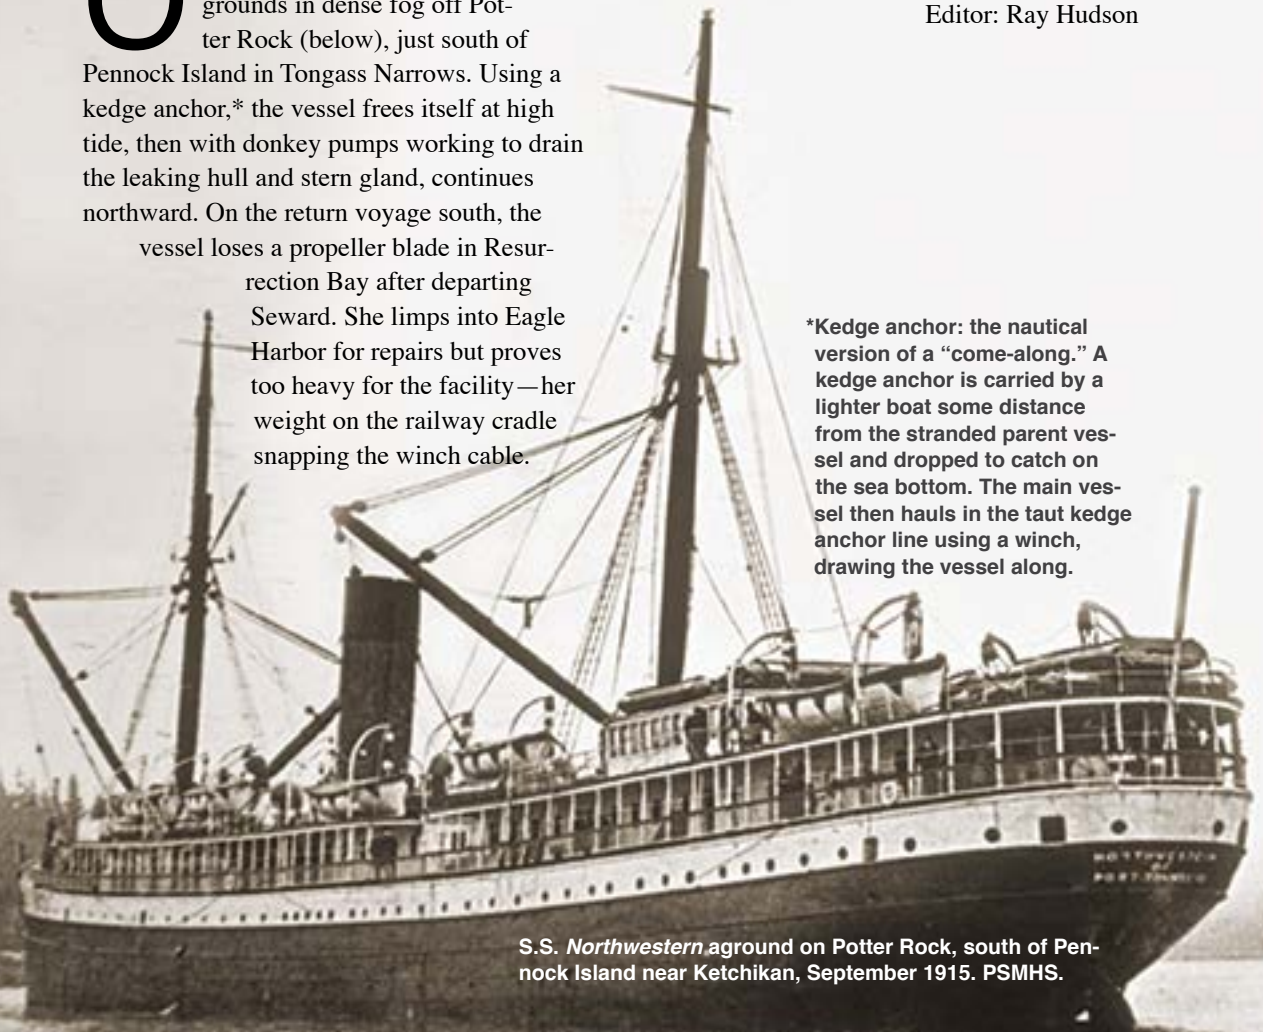 grounds in dense fog off Pot-
ter Rock (below), just south of
Pennock Island in Tongass Narrows. Using a
kedge anchor,* the vessel frees itself at high
tide, then with donkey pumps working to drain
the leaking hull and stern gland, continues
northward. On the return voyage south, the
vessel loses a propeller blade in Resur-
rection Bay after departing
Seward. She limps into Eagle
Harbor for repairs but proves
too heavy for the facility—her
weight on the railway cradle
snapping the winch cable.
Editor: Ray Hudson
*Kedge anchor: the nautical
version of a “come-along.” A
kedge anchor is carried by a
lighter boat some distance
from the stranded parent ves-
sel and dropped to catch on
the sea bottom. The main ves-
sel then hauls in the taut kedge
anchor line using a winch,
drawing the vessel along.
S.S. Northwestern aground on Potter Rock, south of Pen-
nock Island near Ketchikan, September 1915. PSMHS.